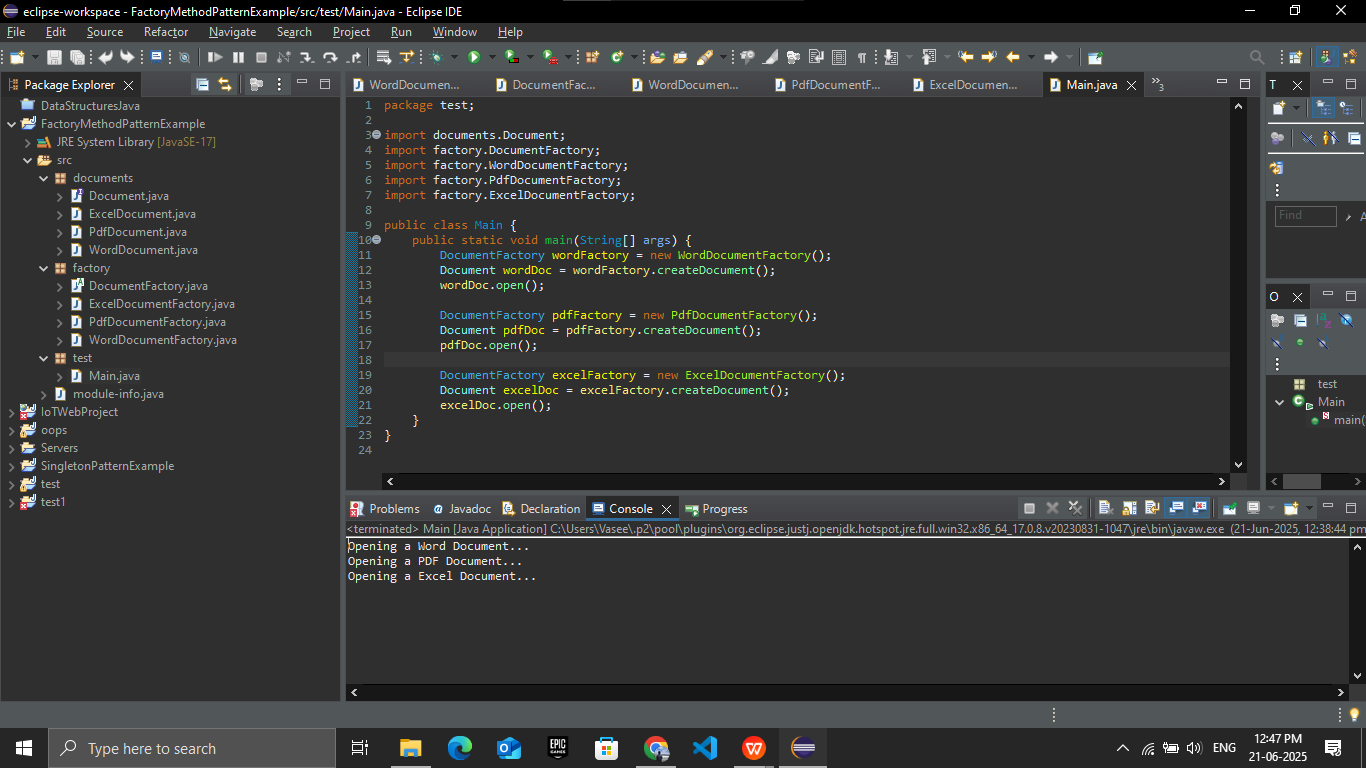 eclipse-workspace - FactoryMethodPatternExample/src/test/Main.java - Eclipse IDE
File Edit Source Refactor Navigate Search Project Run Window Help
Package Explorer
DataStructuresJava
FactoryMethodPatternExample
JRE System Library [JavaSE-17]
src
documents
Document.java
ExcelDocument.java
PdfDocument.java
WordDocument.java
factory
DocumentFactory.java
ExcelDocumentFactory.java
PdfDocumentFactory.java
WordDocumentFactory.java
test
Main.java
module-info.java
IoTWebProject
oops
Servers
SingletonPatternExample
test
test1
WordDocumen... DocumentFac... WordDocumen... PdfDocumentF... ExcelDocumen... Main.java »3
1 package test;
2
3 import documents.Document;
4 import factory.DocumentFactory;
5 import factory.WordDocumentFactory;
6 import factory.PdfDocumentFactory;
7 import factory.ExcelDocumentFactory;
8
9 public class Main {
10 public static void main(String[] args) {
11 DocumentFactory wordFactory = new WordDocumentFactory();
12 Document wordDoc = wordFactory.createDocument();
13 wordDoc.open();
14
15 DocumentFactory pdfFactory = new PdfDocumentFactory();
16 Document pdfDoc = pdfFactory.createDocument();
17 pdfDoc.open();
18
19 DocumentFactory excelFactory = new ExcelDocumentFactory();
20 Document excelDoc = excelFactory.createDocument();
21 excelDoc.open();
22 }
23 }
24
T
Find
A
O
test
Main
main(
Problems Javadoc Declaration Console Progress
<terminated> Main [Java Application] C:\Users\Vasee\.p2\pool\plugins\org.eclipse.justj.openjdk.hotspot.jre.full.win32.x86_64_17.0.8.v20230831-1047\jre\bin\javaw.exe (21-Jun-2025, 12:38:44 pm
Opening a Word Document...
Opening a PDF Document...
Opening a Excel Document...
Type here to search
EPIC GAMES
ENG
12:47 PM
21-06-2025